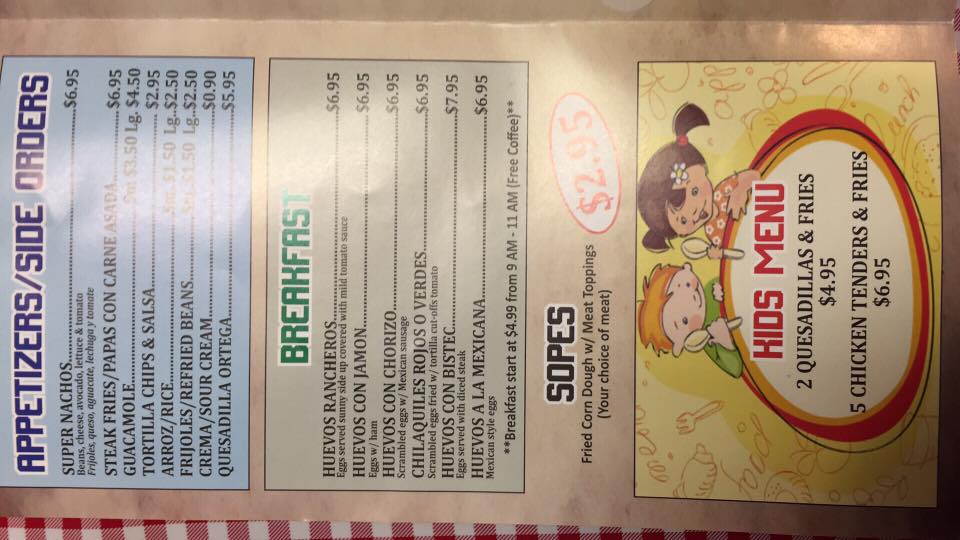 APPETIZERS/SIDE ORDERS
SUPER NACHOS..........$6.95
Beans, cheese, avocado, lettuce & tomato
Frijoles, queso, aguacate, lechuga y tomate
STEAK FRIES/PAPAS CON CARNE ASADA..........$6.95
GUACAMOLE..........Sm $3.50 Lg. $4.50
TORTILLA CHIPS & SALSA..........$2.95
ARROZ/RICE..........Sm. $1.50 Lg..$2.50
FRIJOLES/REFRIED BEANS..........Sm. $1.50 Lg..$2.50
CREMA/SOUR CREAM..........$0.90
QUESADILLA ORTEGA..........$5.95
BREAKFAST
HUEVOS RANCHEROS..........$6.95
Eggs served sunny side up covered with mild tomato sauce
HUEVOS CON JAMON..........$6.95
Eggs w/ ham
HUEVOS CON CHORIZO..........$6.95
Scrambled eggs w/ Mexican sausage
CHILAQUILES ROJOS O VERDES..........$6.95
Scrambled eggs fried w/ tortilla cut-offs tomato
HUEVOS CON BISTEC..........$7.95
Eggs served with diced steak
HUEVOS A LA MEXICANA..........$6.95
Mexican style eggs
**Breakfast start at $4.99 from 9 AM - 11 AM (Free Coffee)**
SOPES
Fried Corn Dough w/ Meat Toppings
(Your choice of meat)
$2.95
KIDS MENU
2 QUESADILLAS & FRIES
$4.95
5 CHICKEN TENDERS & FRIES
$6.95